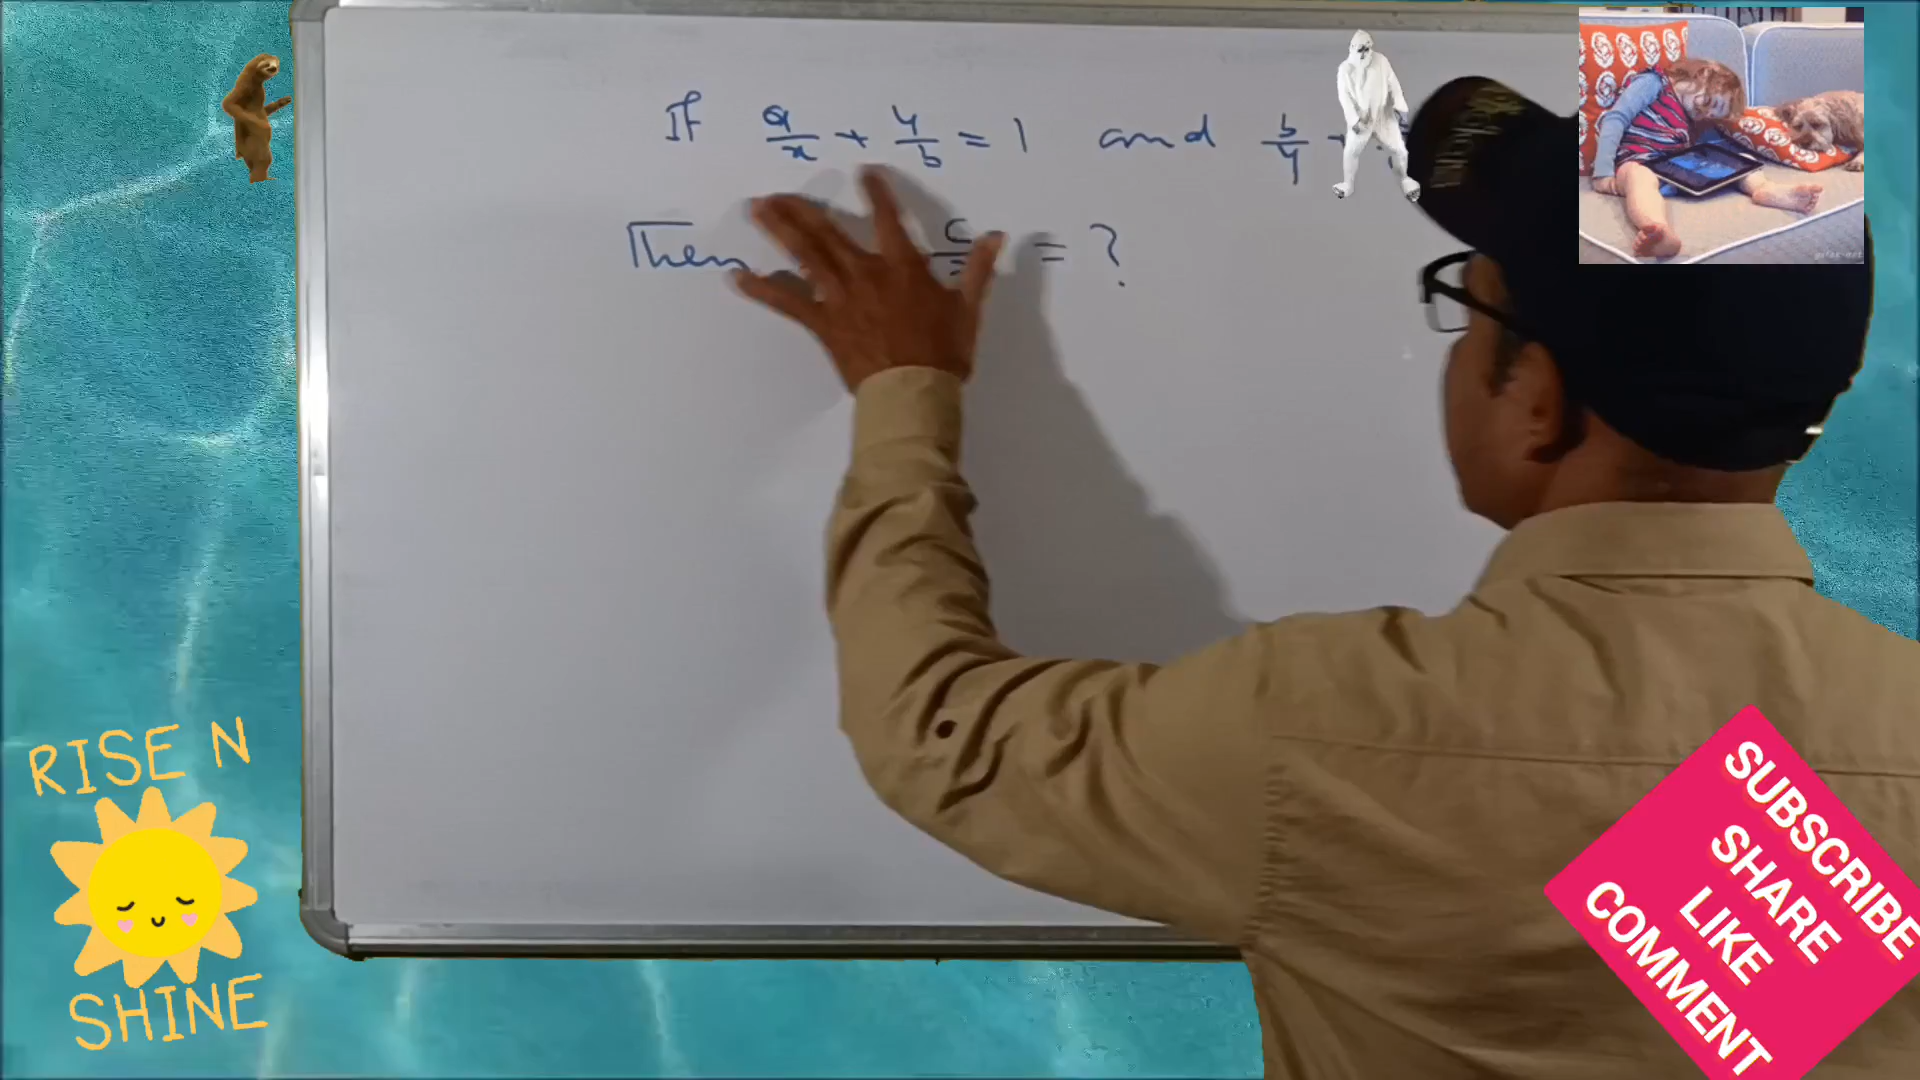 If a/x + y/b = 1 and b/y +
Then c/z = ?
RISE N
SHINE
SUBSCRIBE
SHARE
LIKE
COMMENT